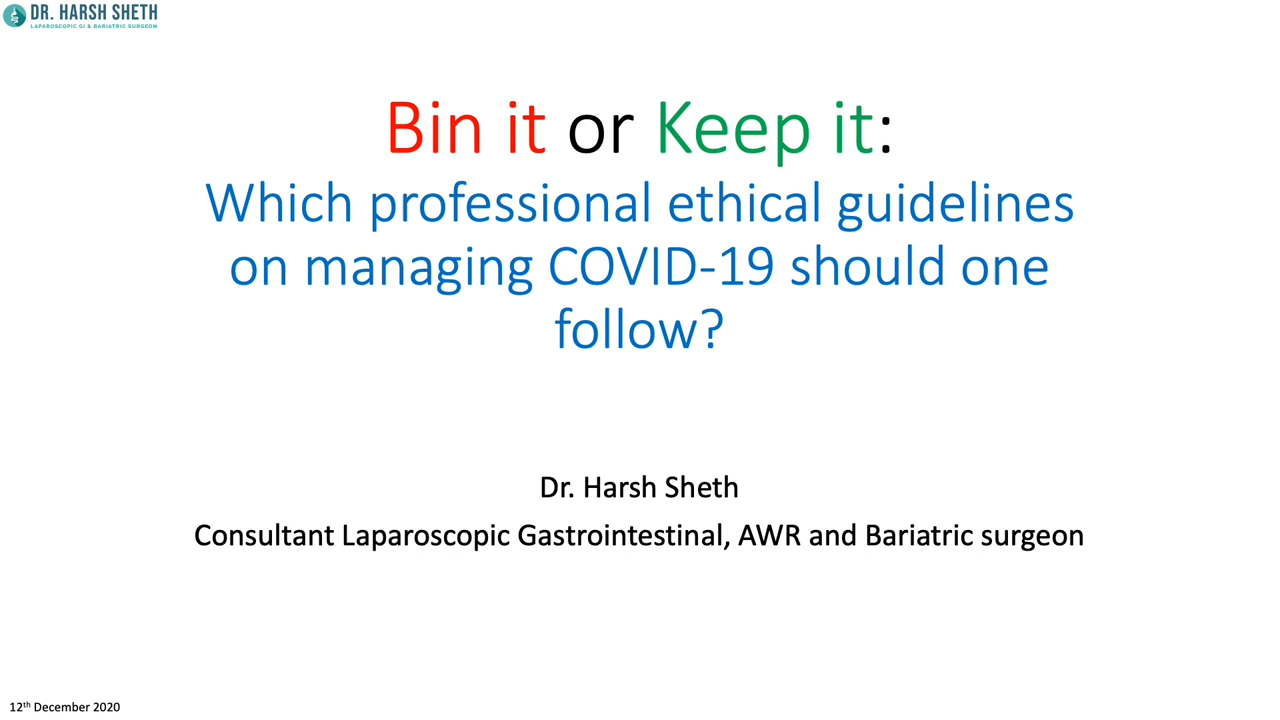 DR. HARSH SHETH
LAPAROSCOPIC GI & BARIATRIC SURGEON
Bin it or Keep it:
Which professional ethical guidelines
on managing COVID-19 should one
follow?
Dr. Harsh Sheth
Consultant Laparoscopic Gastrointestinal, AWR and Bariatric surgeon
12th December 2020